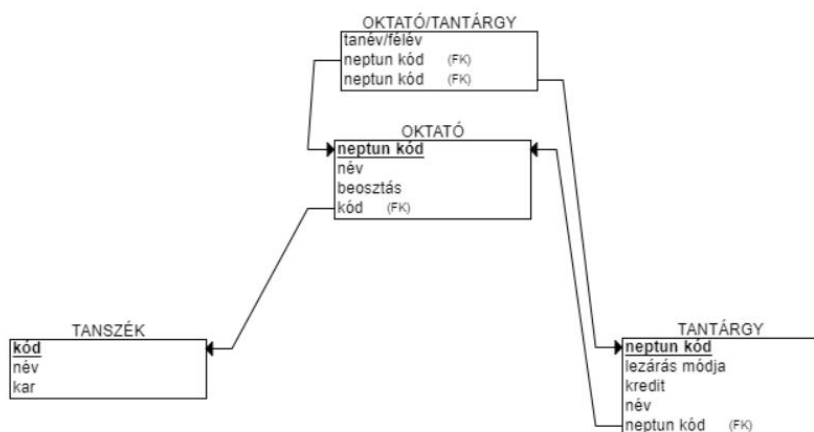 OKTATÓ/TANTÁRGY
tanév/félév
neptun kód (FK)
neptun kód (FK)
OKTATÓ
neptun kód
név
beosztás
kód (FK)
TANSZÉK
kód
név
kar
TANTÁRGY
neptun kód
lezárás módja
kredit
név
neptun kód (FK)